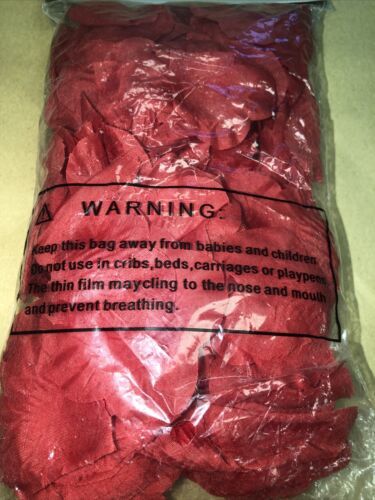 WARNING:
Keep this bag away from babies and children.
Do not use in cribs,beds,carriages or playpens.
The thin film maycling to the nose and mouth
and prevent breathing.